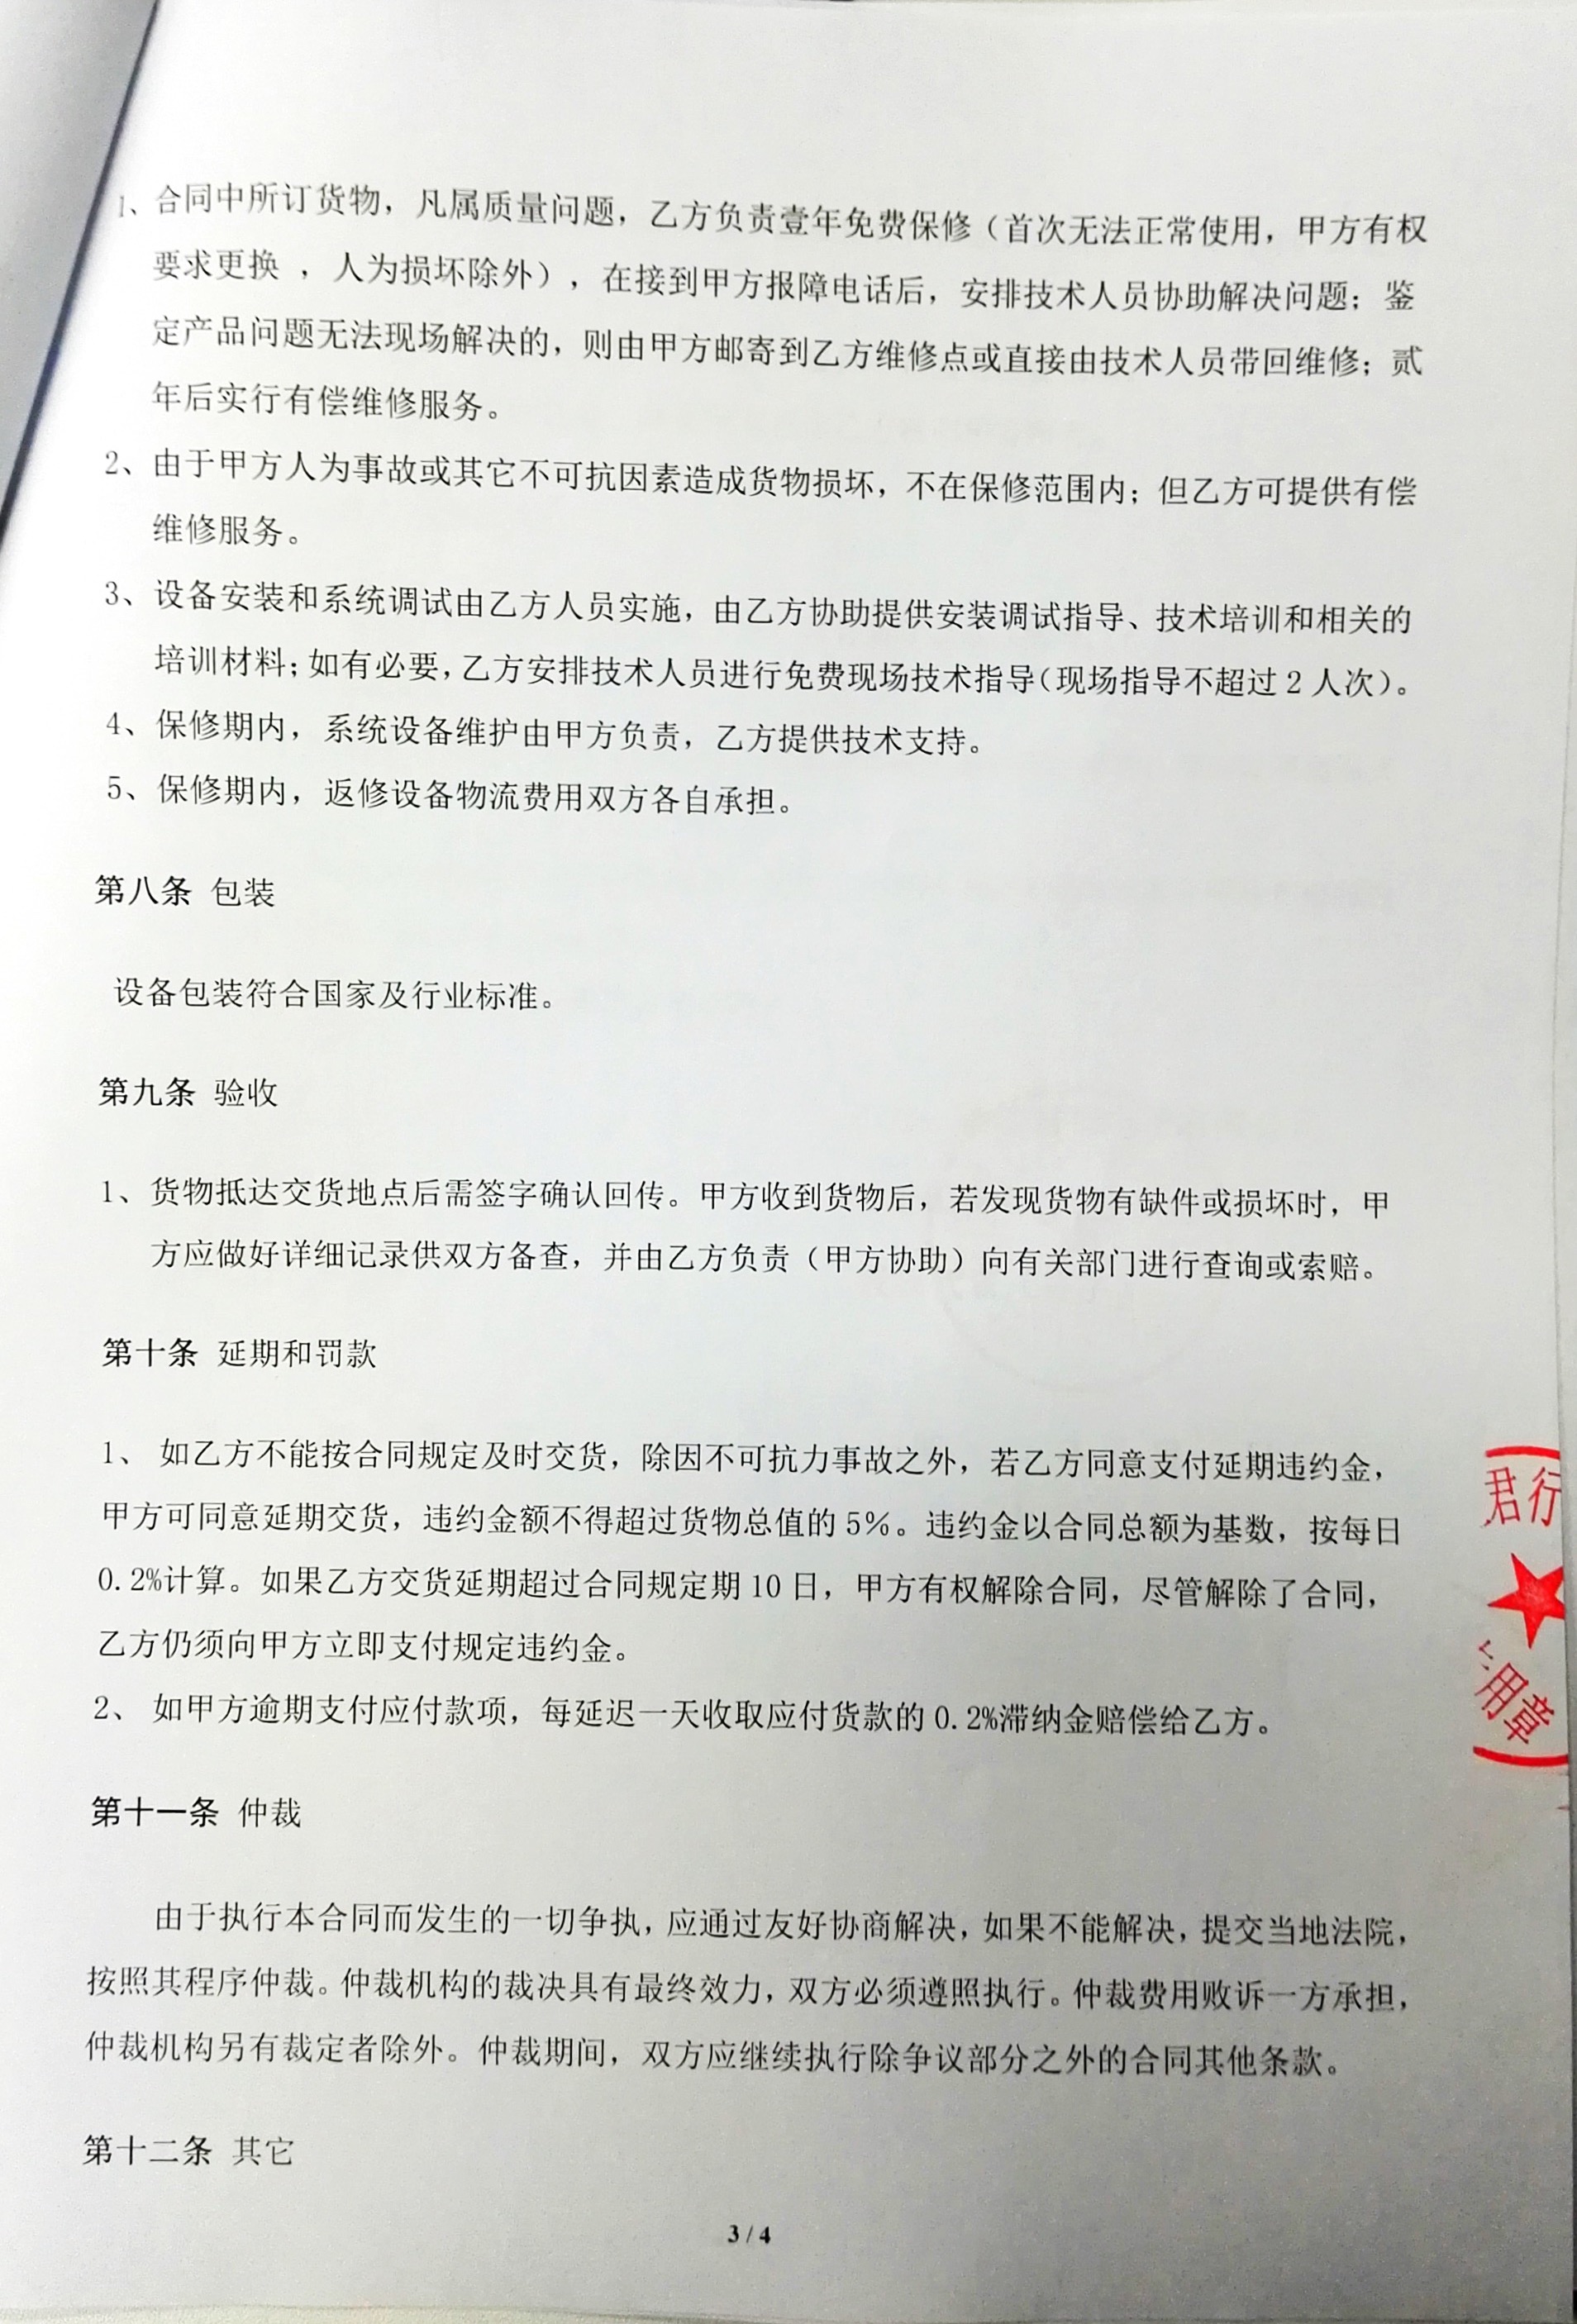 1、合同中所订货物，凡属质量问题，乙方负责壹年免费保修（首次无法正常使用，甲方有权
要求更换 ，人为损坏除外），在接到甲方报障电话后，安排技术人员协助解决问题；鉴
定产品问题无法现场解决的，则由甲方邮寄到乙方维修点或直接由技术人员带回维修；贰
年后实行有偿维修服务。
2、由于甲方人为事故或其它不可抗因素造成货物损坏，不在保修范围内；但乙方可提供有偿
维修服务。
3、设备安装和系统调试由乙方人员实施，由乙方协助提供安装调试指导、技术培训和相关的
培训材料；如有必要，乙方安排技术人员进行免费现场技术指导（现场指导不超过2人次）。
4、保修期内，系统设备维护由甲方负责，乙方提供技术支持。
5、保修期内，返修设备物流费用双方各自承担。
第八条 包装
设备包装符合国家及行业标准。
第九条 验收
1、货物抵达交货地点后需签字确认回传。甲方收到货物后，若发现货物有缺件或损坏时，甲
方应做好详细记录供双方备查，并由乙方负责（甲方协助）向有关部门进行查询或索赔。
第十条 延期和罚款
1、 如乙方不能按合同规定及时交货，除因不可抗力事故之外，若乙方同意支付延期违约金，
甲方可同意延期交货，违约金额不得超过货物总值的5%。违约金以合同总额为基数，按每日
0.2%计算。如果乙方交货延期超过合同规定期10日，甲方有权解除合同，尽管解除了合同，
乙方仍须向甲方立即支付规定违约金。
2、 如甲方逾期支付应付款项，每延迟一天收取应付货款的0.2%滞纳金赔偿给乙方。
君行
用章
第十一条 仲裁
由于执行本合同而发生的一切争执，应通过友好协商解决，如果不能解决，提交当地法院，
按照其程序仲裁。仲裁机构的裁决具有最终效力，双方必须遵照执行。仲裁费用败诉一方承担，
仲裁机构另有裁定者除外。仲裁期间，双方应继续执行除争议部分之外的合同其他条款。
第十二条 其它
3/4